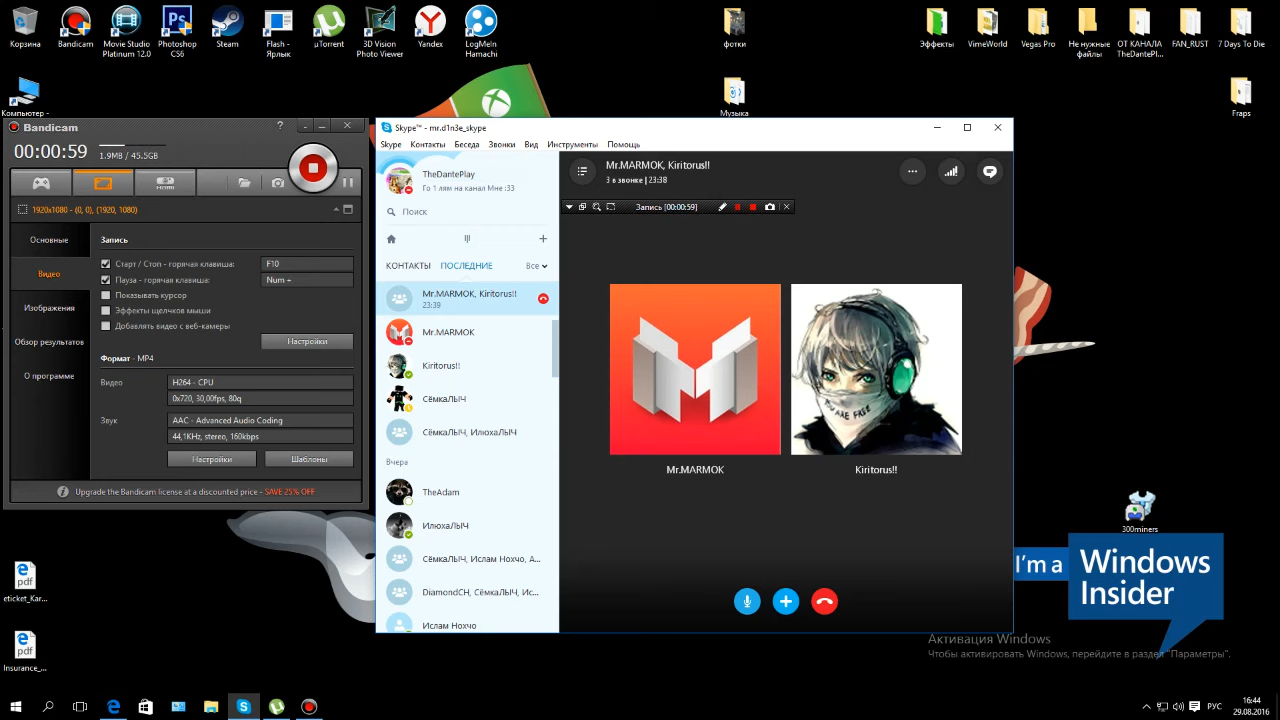 Корзина
Bandicam
Movie Studio
Platinum 12.0
Photoshop
CS6
Steam
Flash -
Ярлык
µTorrent
3D Vision
Photo Viewer
Yandex
LogMeIn
Hamachi
фотки
Эффекты
VimeWorld
Vegas Pro
Не нужные
файлы
ОТ КАНАЛА
TheDantePl...
FAN_RUST
7 Days To Die
Компьютер -
Музыка
Fraps
Bandicam
?
00:00:59
1.9MB / 45.5GB
HDMI
1920x1080 - (0, 0), (1920, 1080)
Основные
Видео
Изображения
Обзор результатов
О программе
Запись
Старт / Стоп - горячая клавиша:
F10
Пауза - горячая клавиша:
Num +
Показывать курсор
Эффекты щелчков мыши
Добавлять видео с веб-камеры
Настройки
Формат - MP4
Видео
H264 - CPU
0x720, 30,00fps, 80q
Звук
AAC - Advanced Audio Coding
44,1KHz, stereo, 160kbps
Настройки
Шаблоны
Upgrade the Bandicam license at a discounted price - SAVE 25% OFF
Skype™ - mr.d1n3e_skype
Skype Контакты Беседа Звонки Вид Инструменты Помощь
TheDantePlay
Го 1 лям на канал Мне :33
Поиск
КОНТАКТЫ ПОСЛЕДНИЕ Все
Mr.MARMOK, Kiritorus!!
23:39
Mr.MARMOK
Kiritorus!!
СёмкаЛЫЧ
СёмкаЛЫЧ, ИлюхаЛЫЧ
Вчера
TheAdam
ИлюхаЛЫЧ
СёмкаЛЫЧ, Ислам Нохчо, А...
DiamondCH, СёмкаЛЫЧ, Ис...
Ислам Нохчо
Mr.MARMOK, Kiritorus!!
3 в звонке | 23:38
Запись [00:00:59]
YOU ARE FREE
Mr.MARMOK
Kiritorus!!
300miners
I'm a
Windows
Insider
Активация Windows
Чтобы активировать Windows, перейдите в раздел "Параметры".
eticket_Kar...
Insurance_...
РУС
16:44
29.08.2016